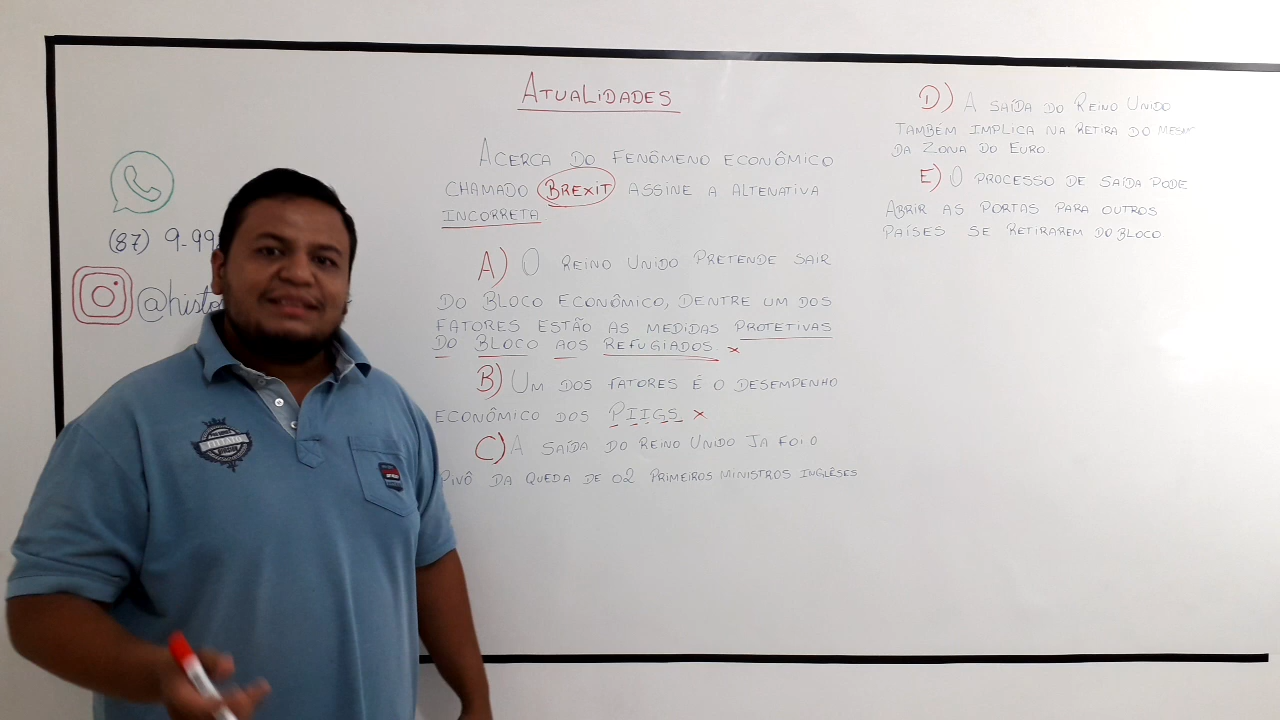 ATUALIDADES
ACERCA DO FENÔMENO ECONÔMICO
CHAMADO BREXIT ASSINE A ALTENATIVA
INCORRETA
A) O REINO UNIDO PRETENDE SAIR
DO BLOCO ECONÔMICO, DENTRE UM DOS
FATORES ESTÃO AS MEDIDAS PROTETIVAS
DO BLOCO AOS REFUGIADOS. x
B) UM DOS FATORES É O DESEMPENHO
ECONÔMICO DOS PIIGS. x
C) A SAÍDA DO REINO UNIDO JA FOI O
PIVÔ DA QUEDA DE 02 PRIMEIROS MINISTROS INGLÊSES
D) A SAÍDA DO REINO UNIDO
TAMBÉM IMPLICA NA RETIRA DO MESMO
DA ZONA DO EURO.
E) O PROCESSO DE SAÍDA PODE
ABRIR AS PORTAS PARA OUTROS
PAÍSES SE RETIRAREM DO BLOCO
(87) 9-99
@histo